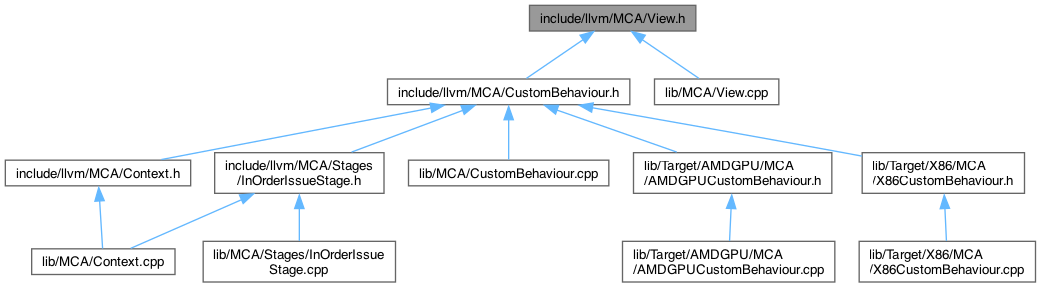 include/llvm/MCA/View.h
include/llvm/MCA/CustomBehaviour.h
lib/MCA/View.cpp
include/llvm/MCA/Context.h
include/llvm/MCA/Stages
/InOrderIssueStage.h
lib/MCA/CustomBehaviour.cpp
lib/Target/AMDGPU/MCA
/AMDGPUCustomBehaviour.h
lib/Target/X86/MCA
/X86CustomBehaviour.h
lib/MCA/Context.cpp
lib/MCA/Stages/InOrderIssue
Stage.cpp
lib/Target/AMDGPU/MCA
/AMDGPUCustomBehaviour.cpp
lib/Target/X86/MCA
/X86CustomBehaviour.cpp